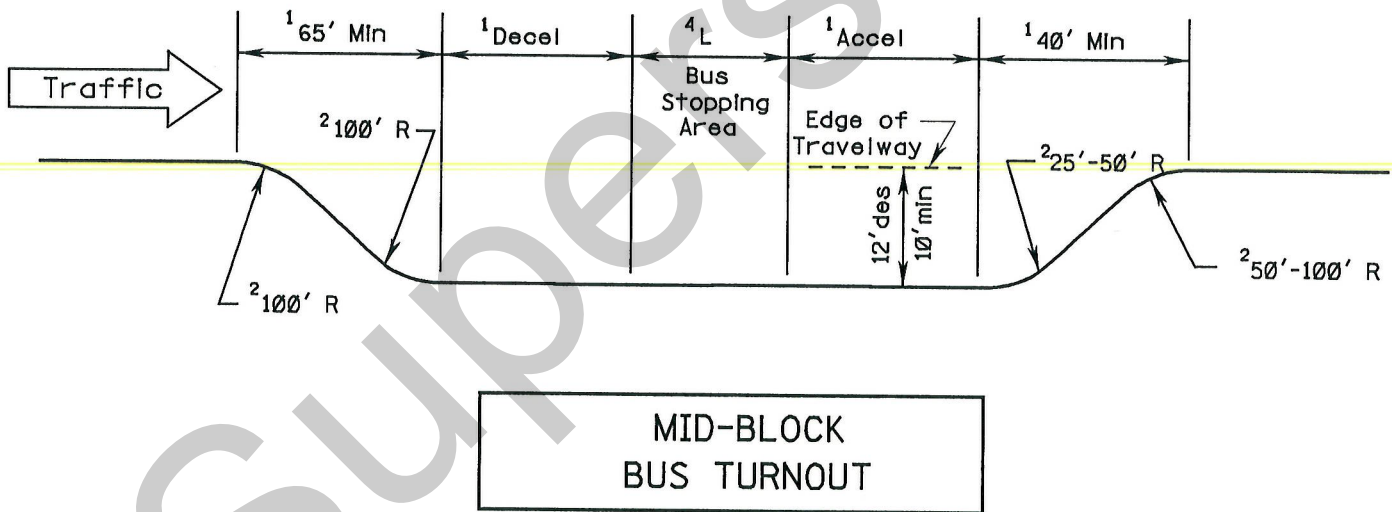 ¹65' Min
¹Decel
⁴L
¹Accel
¹40' Min
Traffic
Bus
Stopping
Area
Edge of
Travelway
²100' R
²25'-50' R
12'des
10'min
²100' R
²50'-100' R
MID-BLOCK
BUS TURNOUT
Supers